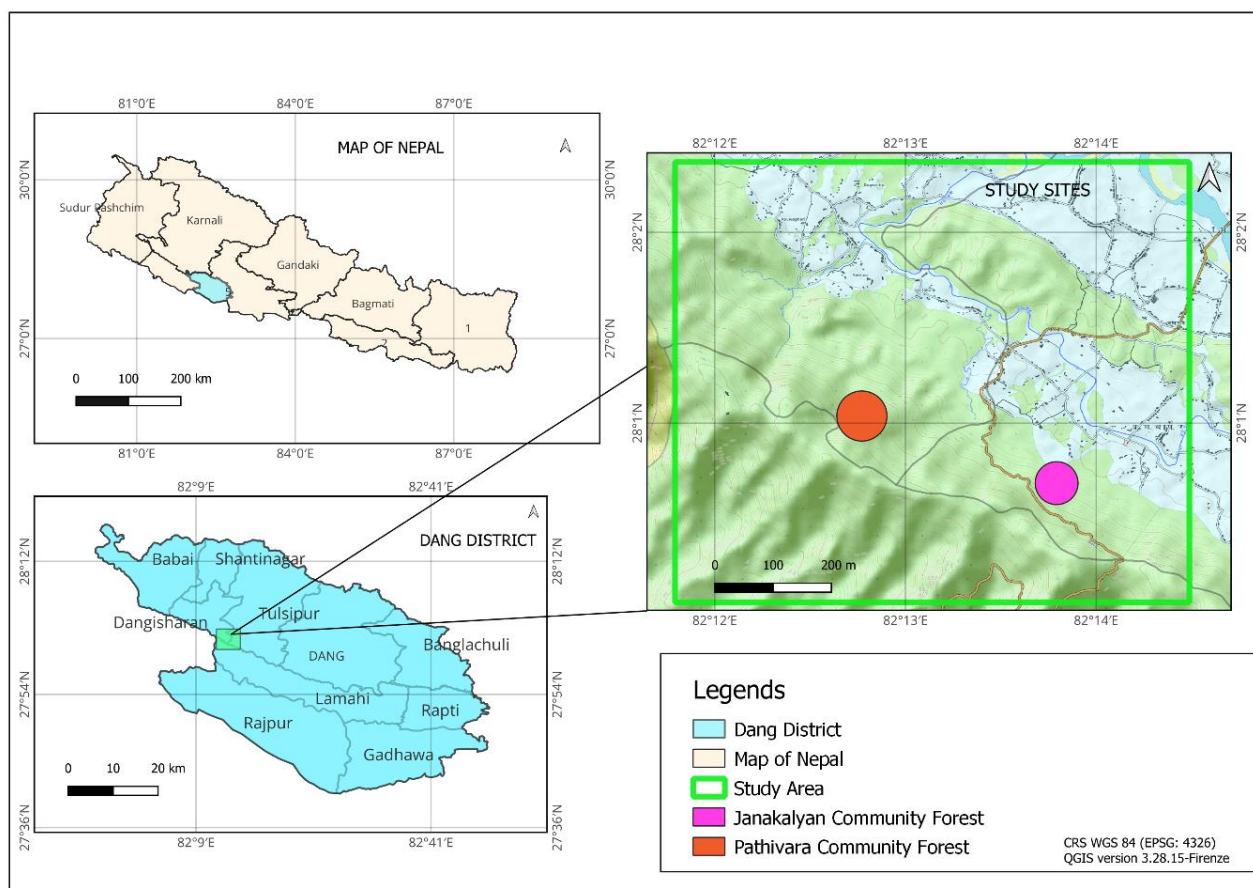 MAP OF NEPAL
81°0'E 84°0'E 87°0'E
30°0'N 30°0'N
27°0'N 27°0'N
Sudur Pashchim
Karnali
Gandaki
Bagmati
1
2
5
0 100 200 km
81°0'E 84°0'E 87°0'E
82°9'E 82°41'E
DANG DISTRICT
28°12'N 28°12'N
27°54'N 27°54'N
27°36'N 27°36'N
Babai Shantinagar
Dangisharan Tulsipur
DANG Banglachuli
Lamahi
Rajpur Rapti
Gadhawa
0 10 20 km
82°9'E 82°41'E
82°12'E 82°13'E 82°14'E
STUDY SITES
28°2'N 28°2'N
28°1'N 28°1'N
0 100 200 m
82°12'E 82°13'E 82°14'E
Legends
Dang District
Map of Nepal
Study Area
Janakalyan Community Forest
Pathivara Community Forest
CRS WGS 84 (EPSG: 4326)
QGIS version 3.28.15-Firenze